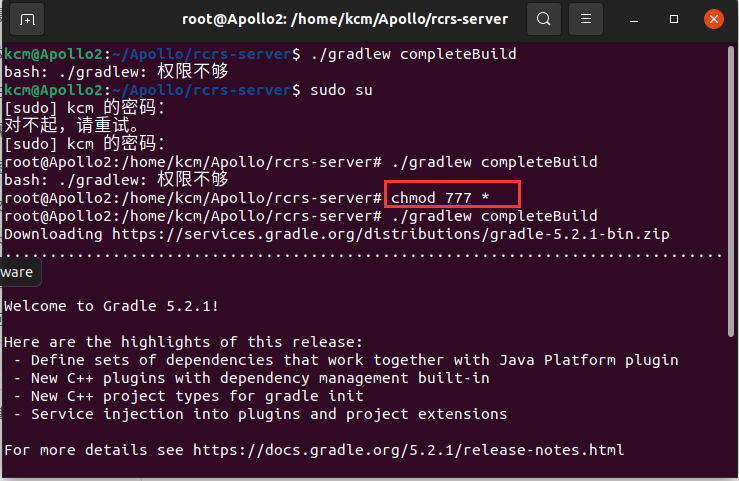 root@Apollo2: /home/kcm/Apollo/rcrs-server
kcm@Apollo2:~/Apollo/rcrs-server$ ./gradlew completeBuild
bash: ./gradlew: 权限不够
kcm@Apollo2:~/Apollo/rcrs-server$ sudo su
[sudo] kcm 的密码：
对不起，请重试。
[sudo] kcm 的密码：
root@Apollo2:/home/kcm/Apollo/rcrs-server# ./gradlew completeBuild
bash: ./gradlew: 权限不够
root@Apollo2:/home/kcm/Apollo/rcrs-server# chmod 777 *
root@Apollo2:/home/kcm/Apollo/rcrs-server# ./gradlew completeBuild
Downloading https://services.gradle.org/distributions/gradle-5.2.1-bin.zip
................................................................................
ware
Welcome to Gradle 5.2.1!
Here are the highlights of this release:
- Define sets of dependencies that work together with Java Platform plugin
- New C++ plugins with dependency management built-in
- New C++ project types for gradle init
- Service injection into plugins and project extensions
For more details see https://docs.gradle.org/5.2.1/release-notes.html